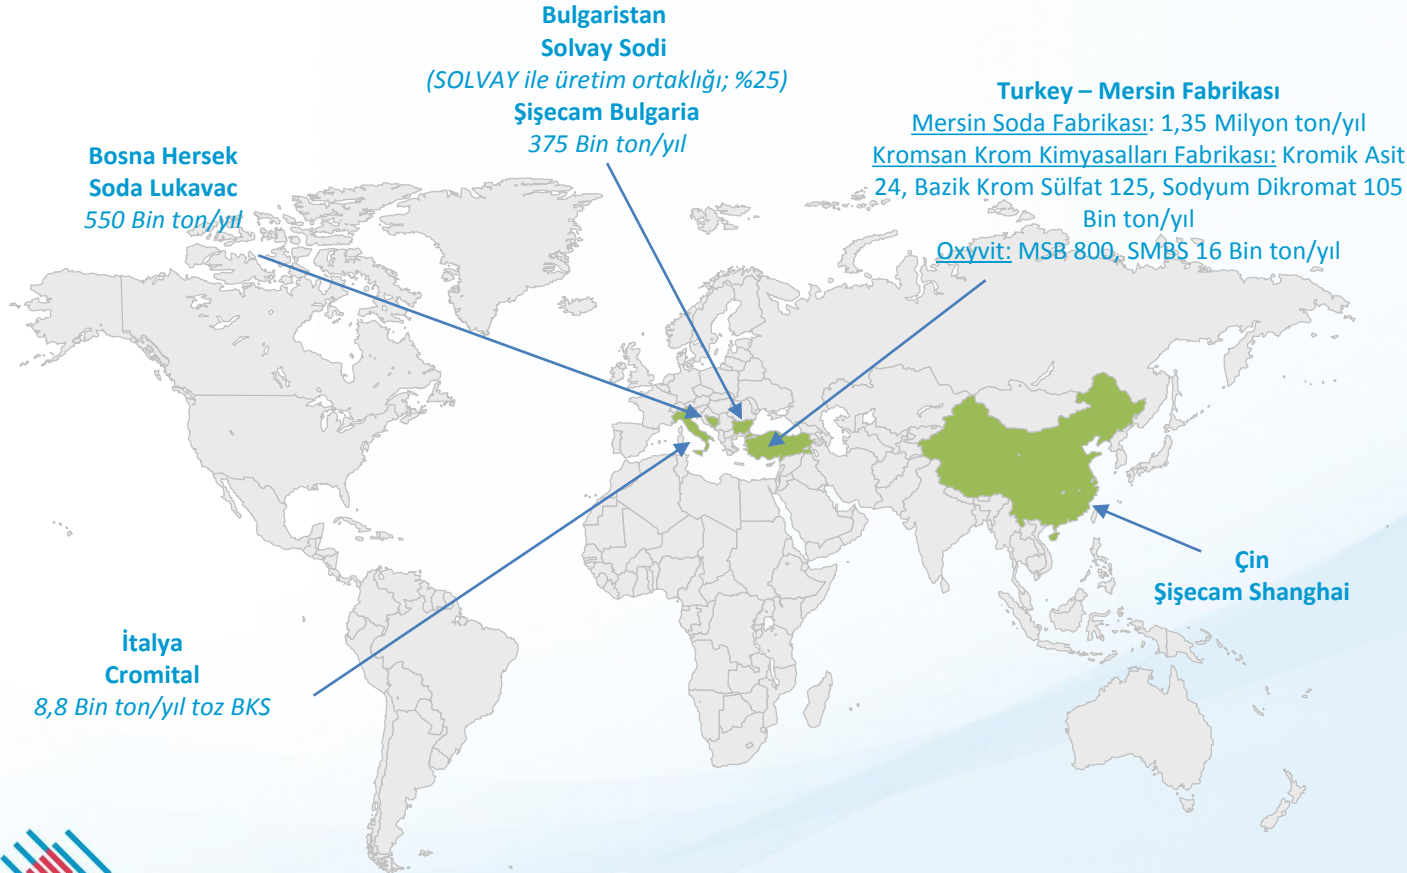 Bulgaristan
Solvay Sodi
(SOLVAY ile üretim ortaklığı; %25)
Şişecam Bulgaria
375 Bin ton/yıl
Turkey – Mersin Fabrikası
Mersin Soda Fabrikası: 1,35 Milyon ton/yıl
Kromsan Krom Kimyasalları Fabrikası: Kromik Asit
24, Bazik Krom Sülfat 125, Sodyum Dikromat 105
Bin ton/yıl
Oxyvit: MSB 800, SMBS 16 Bin ton/yıl
Bosna Hersek
Soda Lukavac
550 Bin ton/yıl
Çin
Şişecam Shanghai
İtalya
Cromital
8,8 Bin ton/yıl toz BKS